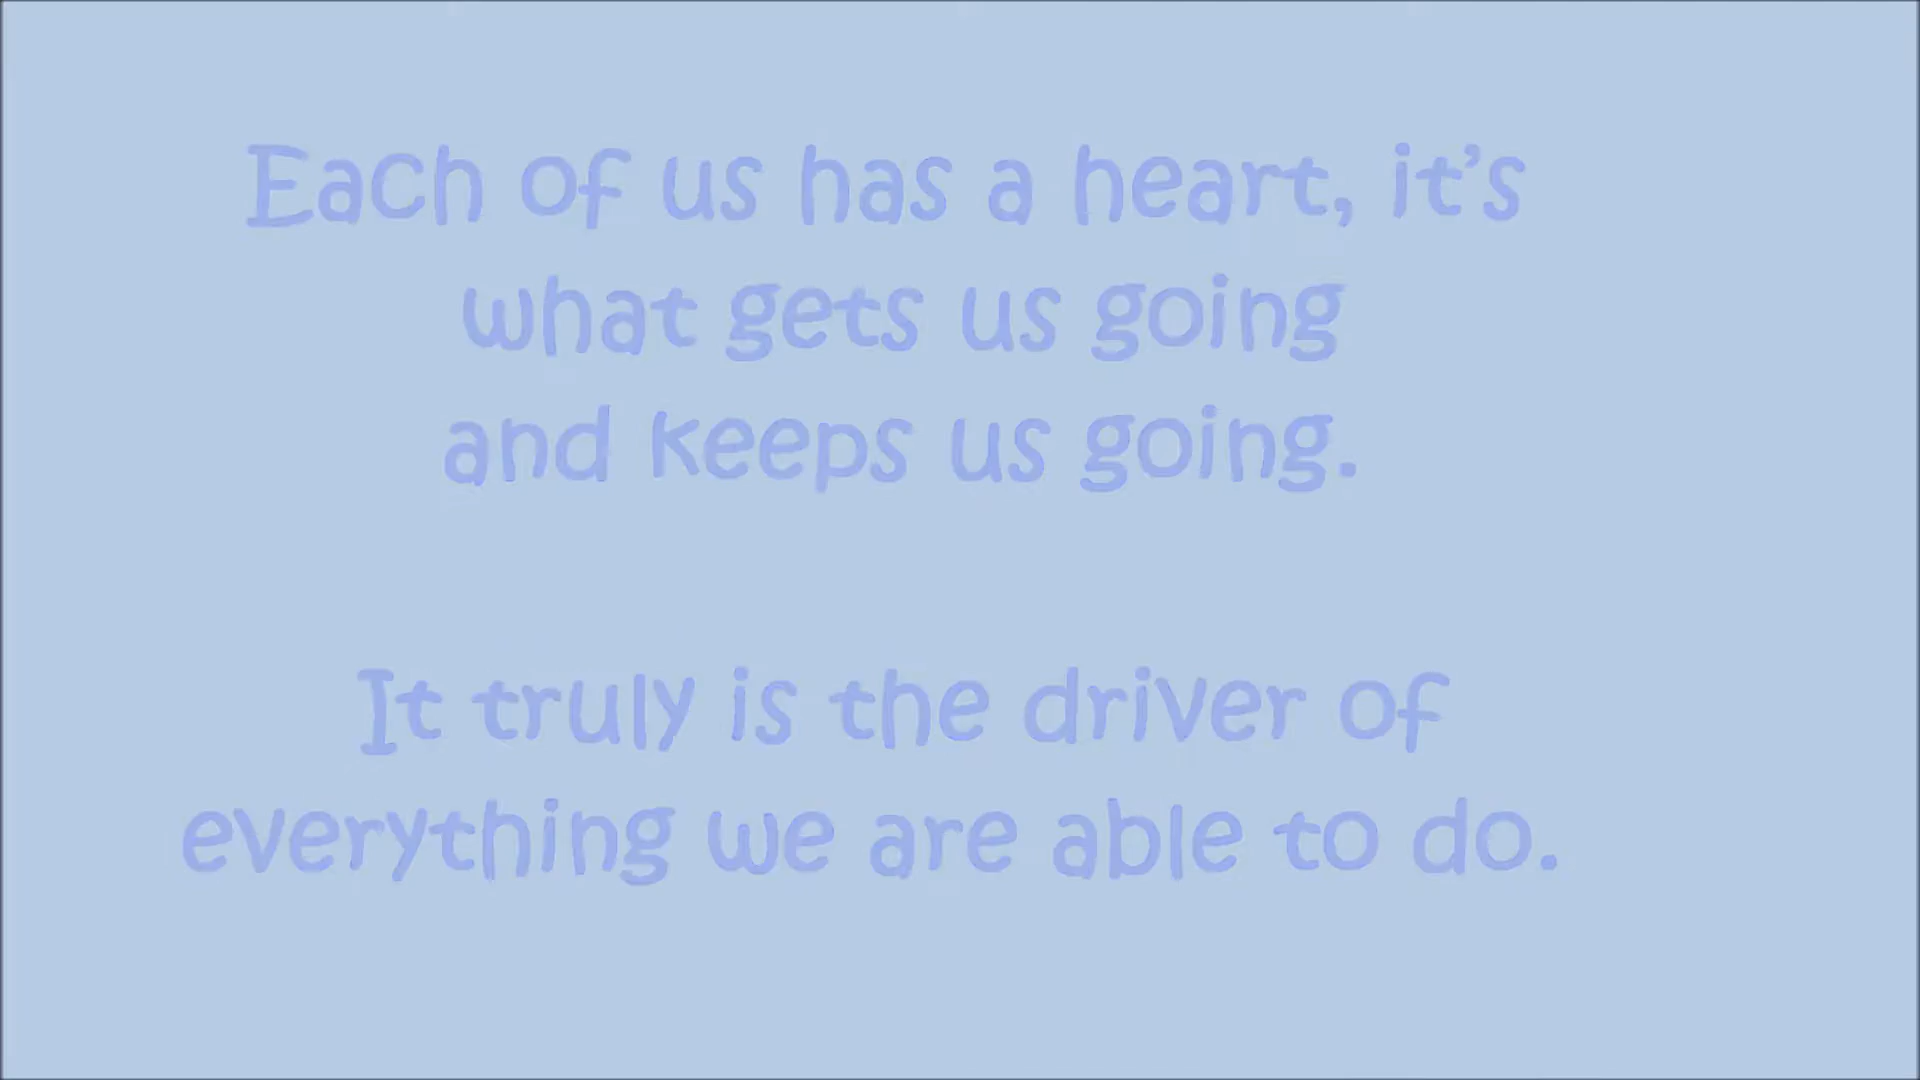 Each of us has a heart, it’s
what gets us going
and keeps us going.
It truly is the driver of
everything we are able to do.